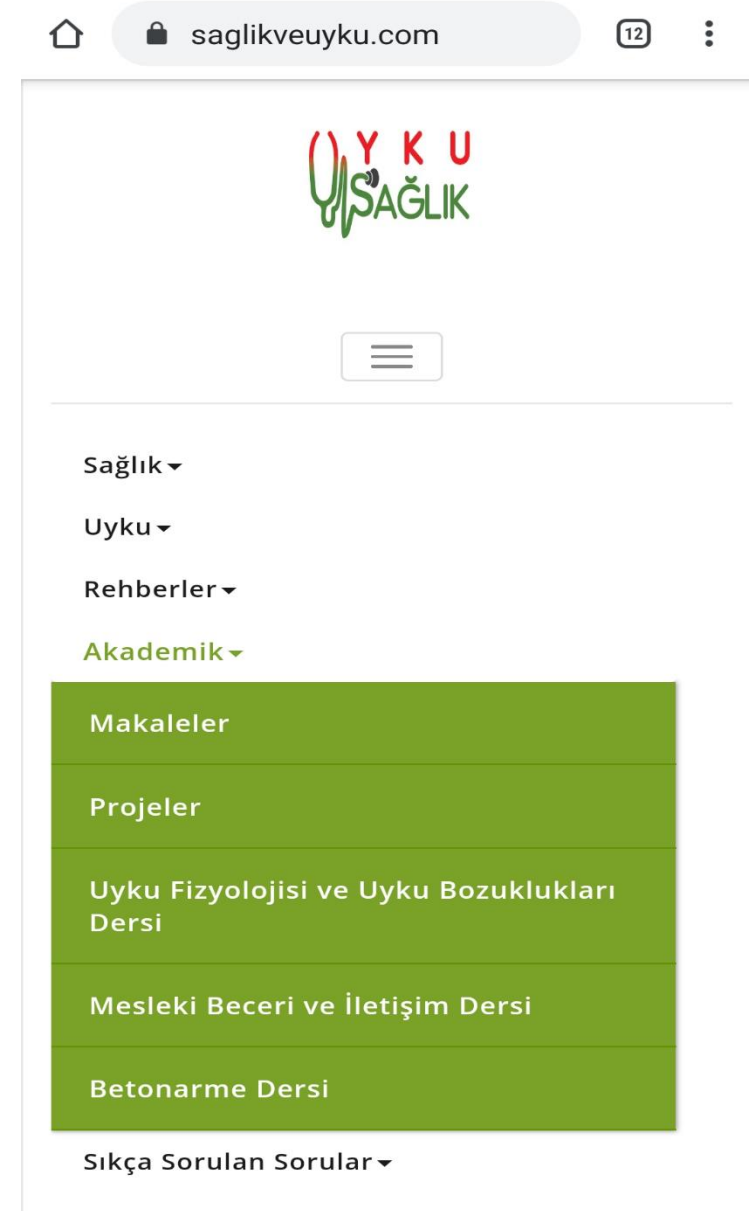 saglikveuyku.com
12
UYKU
SAĞLIK
Sağlık
Uyku
Rehberler
Akademik
Makaleler
Projeler
Uyku Fizyolojisi ve Uyku Bozuklukları
Dersi
Mesleki Beceri ve İletişim Dersi
Betonarme Dersi
Sıkça Sorulan Sorular